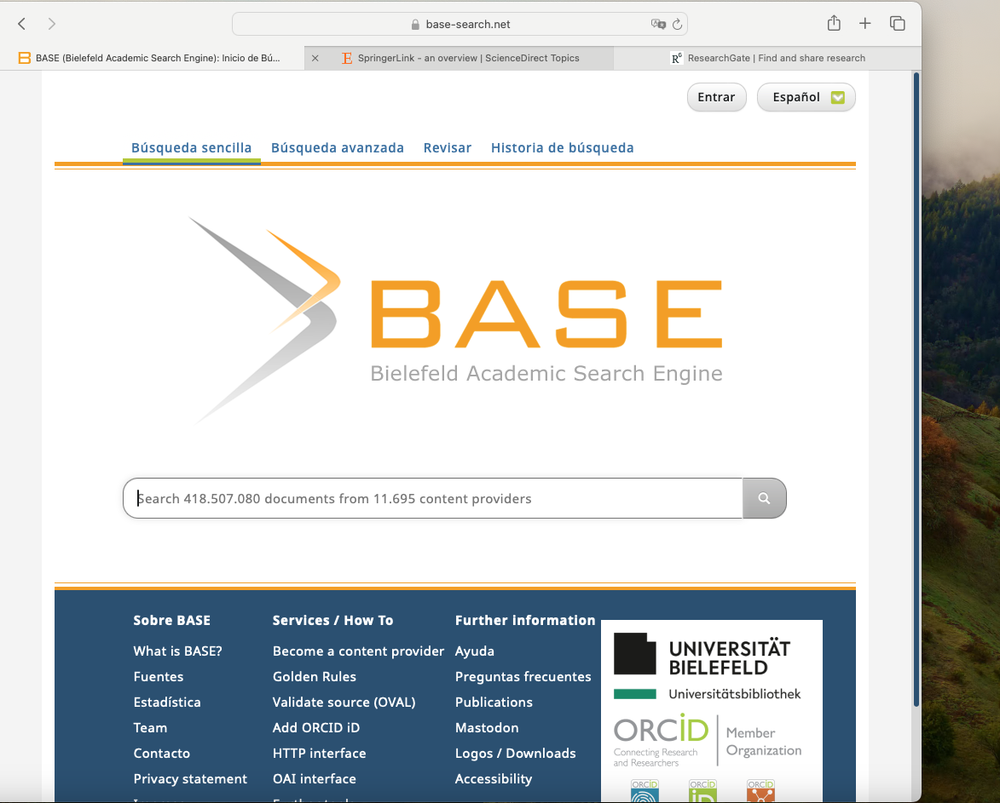 base-search.net
BASE (Bielefeld Academic Search Engine): Inicio de Bú...
SpringerLink - an overview | ScienceDirect Topics
ResearchGate | Find and share research
Entrar
Español
Búsqueda sencilla
Búsqueda avanzada
Revisar
Historia de búsqueda
BASE
Bielefeld Academic Search Engine
Search 418.507.080 documents from 11.695 content providers
Sobre BASE
What is BASE?
Fuentes
Estadística
Team
Contacto
Privacy statement
Services / How To
Become a content provider
Golden Rules
Validate source (OVAL)
Add ORCID iD
HTTP interface
OAI interface
Further information
Ayuda
Preguntas frecuentes
Publications
Mastodon
Logos / Downloads
Accessibility
UNIVERSITÄT
BIELEFELD
Universitätsbibliothek
ORCID
Connecting Research
and Researchers
Member
Organization
ORCID
ORCID
ORCID